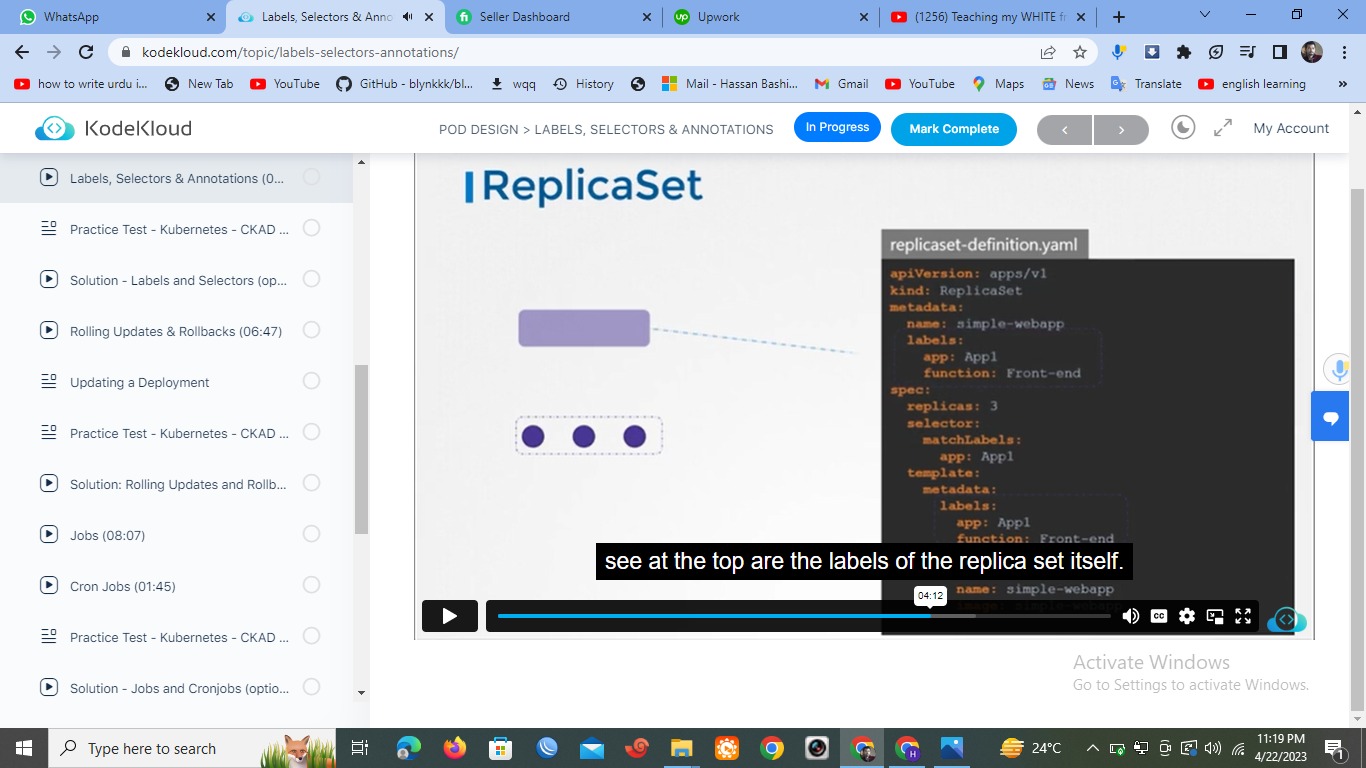 WhatsApp
Labels, Selectors & Anno
Seller Dashboard
Upwork
(1256) Teaching my WHITE fr
kodekloud.com/topic/labels-selectors-annotations/
how to write urdu i...
New Tab
YouTube
GitHub - blynkkk/bl...
wqq
History
Mail - Hassan Bashi...
Gmail
YouTube
Maps
News
Translate
english learning
»
KodeKloud
POD DESIGN > LABELS, SELECTORS & ANNOTATIONS
In Progress
Mark Complete
My Account
Labels, Selectors & Annotations (0...
Practice Test - Kubernetes - CKAD ...
Solution - Labels and Selectors (op...
Rolling Updates & Rollbacks (06:47)
Updating a Deployment
Practice Test - Kubernetes - CKAD ...
Solution: Rolling Updates and Rollb...
Jobs (08:07)
Cron Jobs (01:45)
Practice Test - Kubernetes - CKAD ...
Solution - Jobs and Cronjobs (optio...
ReplicaSet
replicaset-definition.yaml
apiVersion: apps/v1
kind: ReplicaSet
metadata:
name: simple-webapp
labels:
app: App1
function: Front-end
spec:
replicas: 3
selector:
matchLabels:
app: App1
template:
metadata:
labels:
app: App1
function: Front-end
see at the top are the labels of the replica set itself.
name: simple-webapp
image: simple-webapp
04:12
CC
Activate Windows
Go to Settings to activate Windows.
Type here to search
24°C
11:19 PM
4/22/2023
1